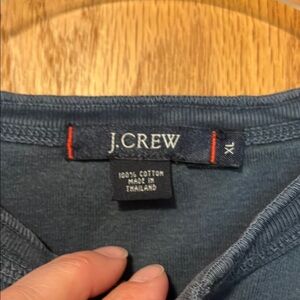 J.CREW
XL
100% COTTON
MADE IN
THAILAND